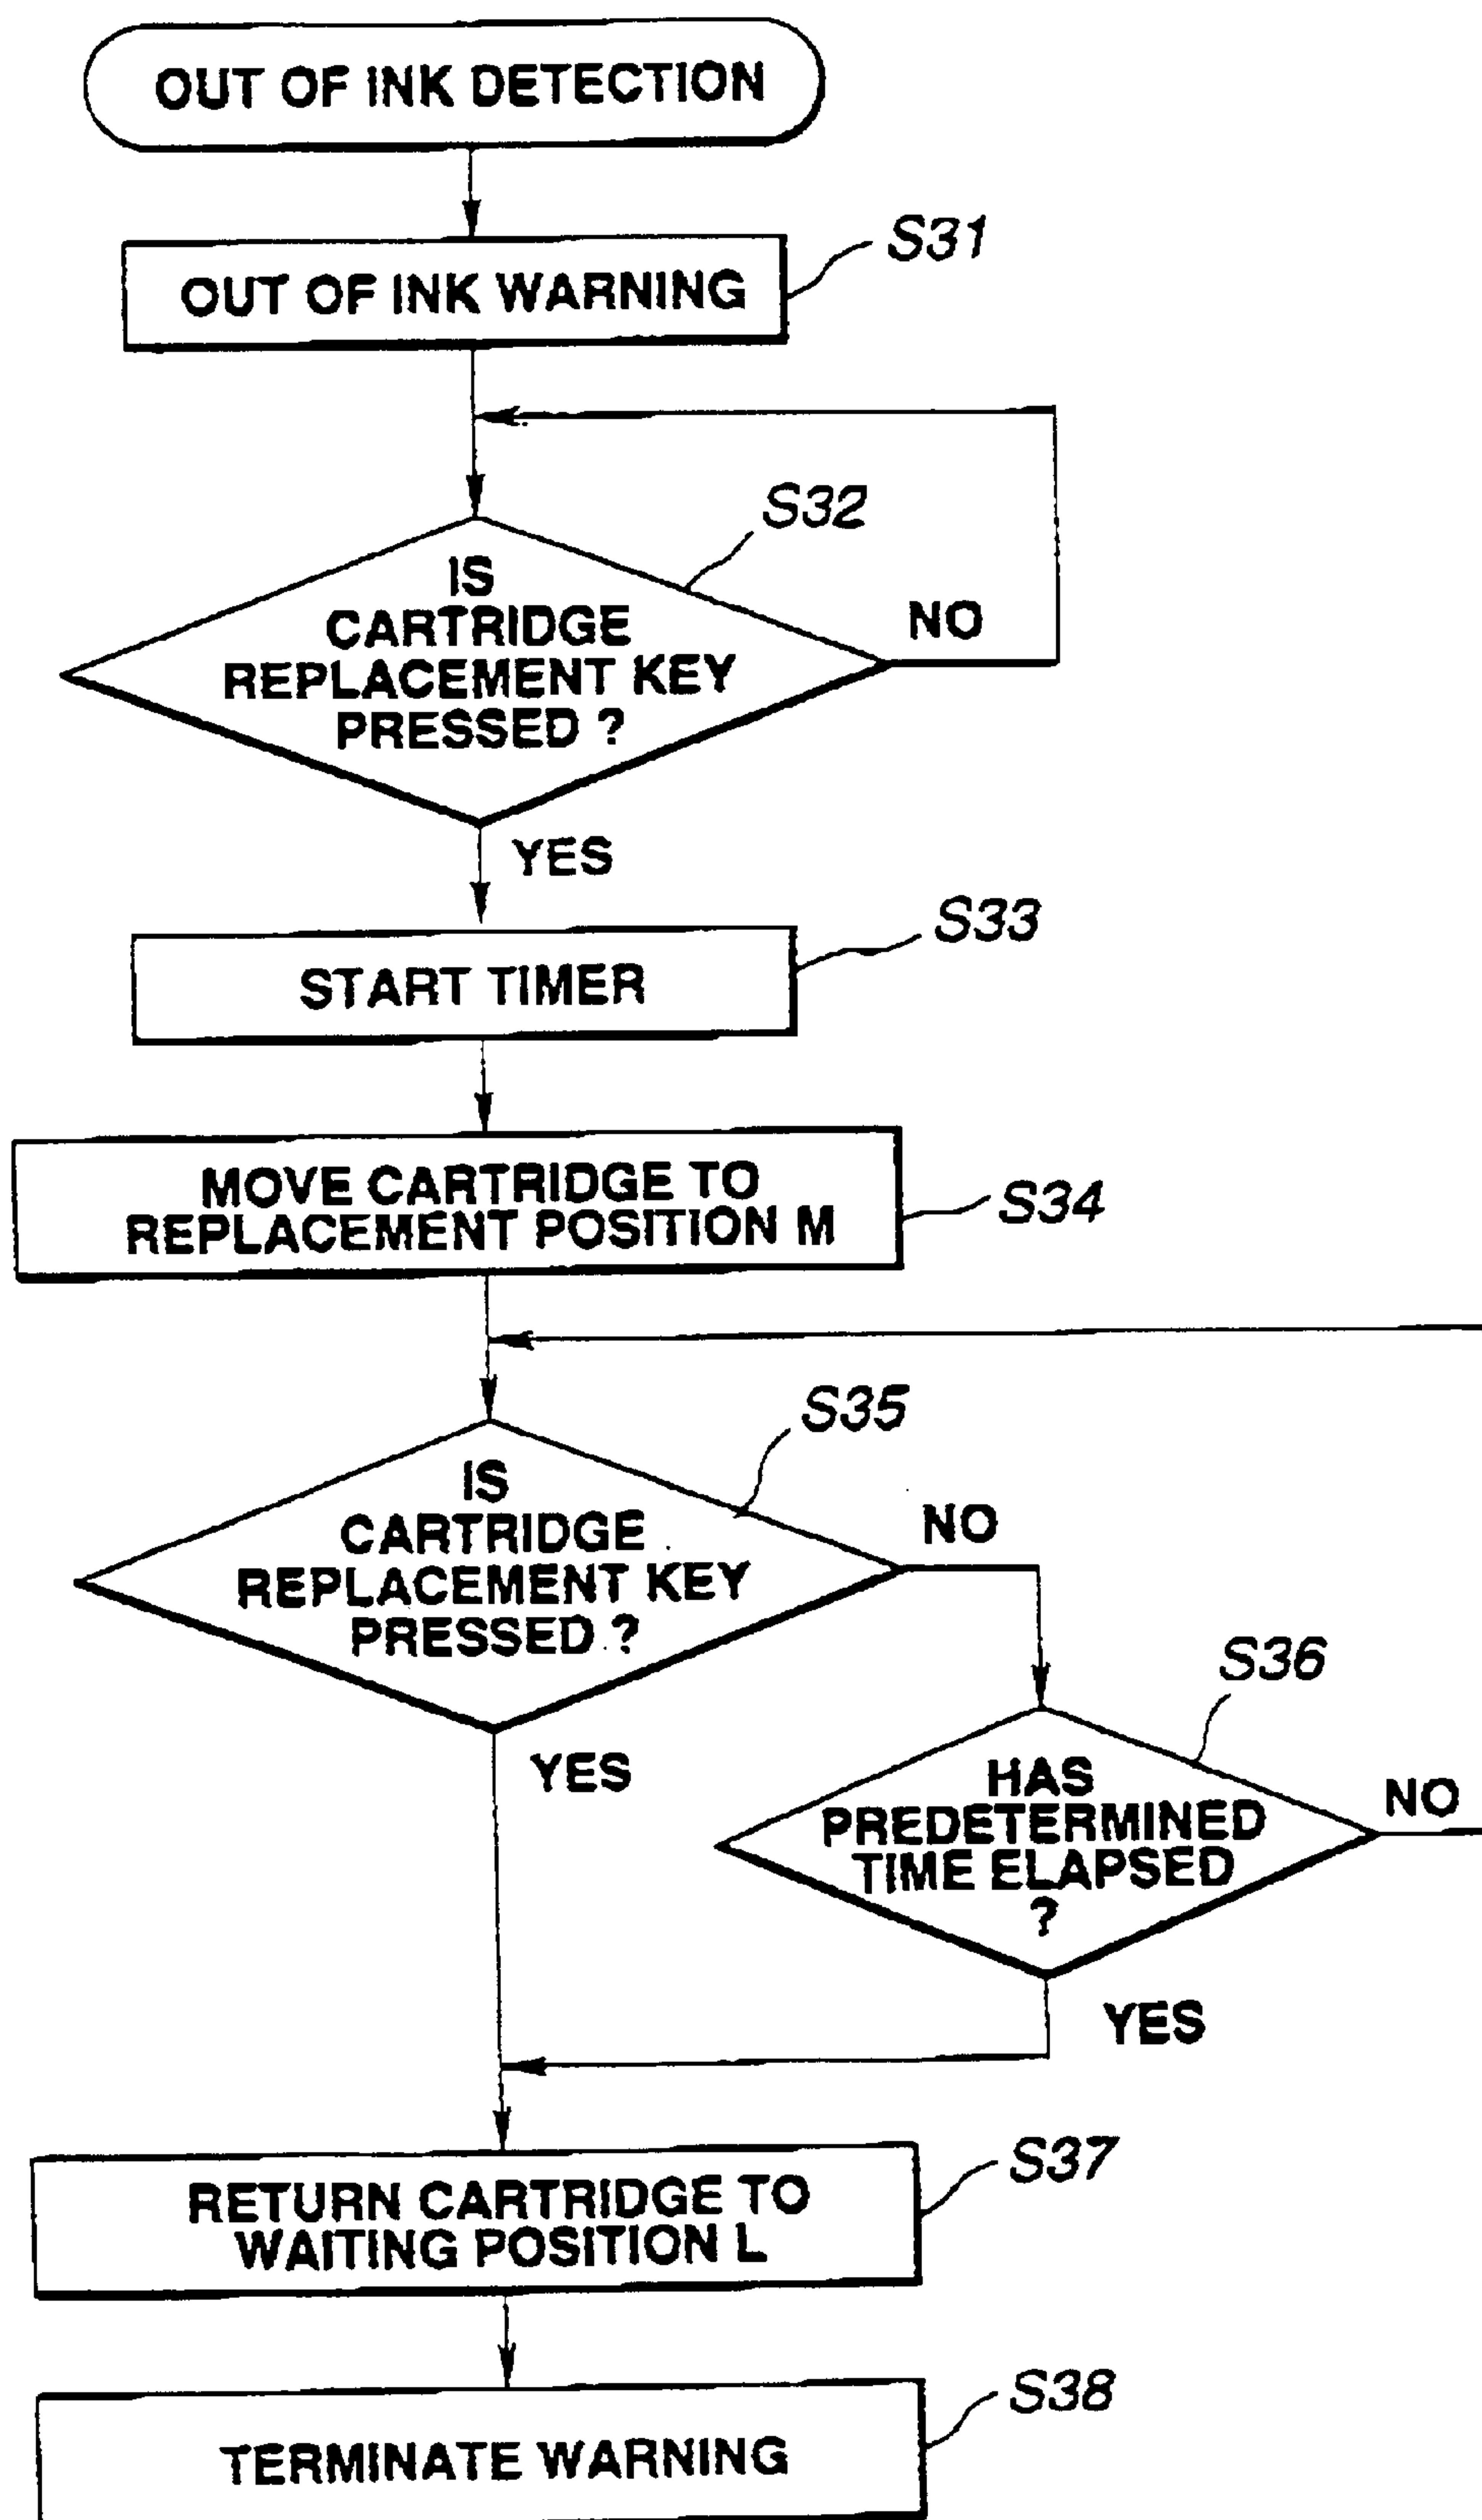 OUT OF INK DETECTION
S31
OUT OF INK WARNING
S32
IS
CARTRIDGE
REPLACEMENT KEY
PRESSED ?
NO
YES
S33
START TIMER
MOVE CARTRIDGE TO
REPLACEMENT POSITION M
S34
S35
IS
CARTRIDGE
REPLACEMENT KEY
PRESSED ?
NO
YES
S36
HAS
PREDETERMINED
TIME ELAPSED
?
NO
YES
S37
RETURN CARTRIDGE TO
WAITING POSITION L
S38
TERMINATE WARNING